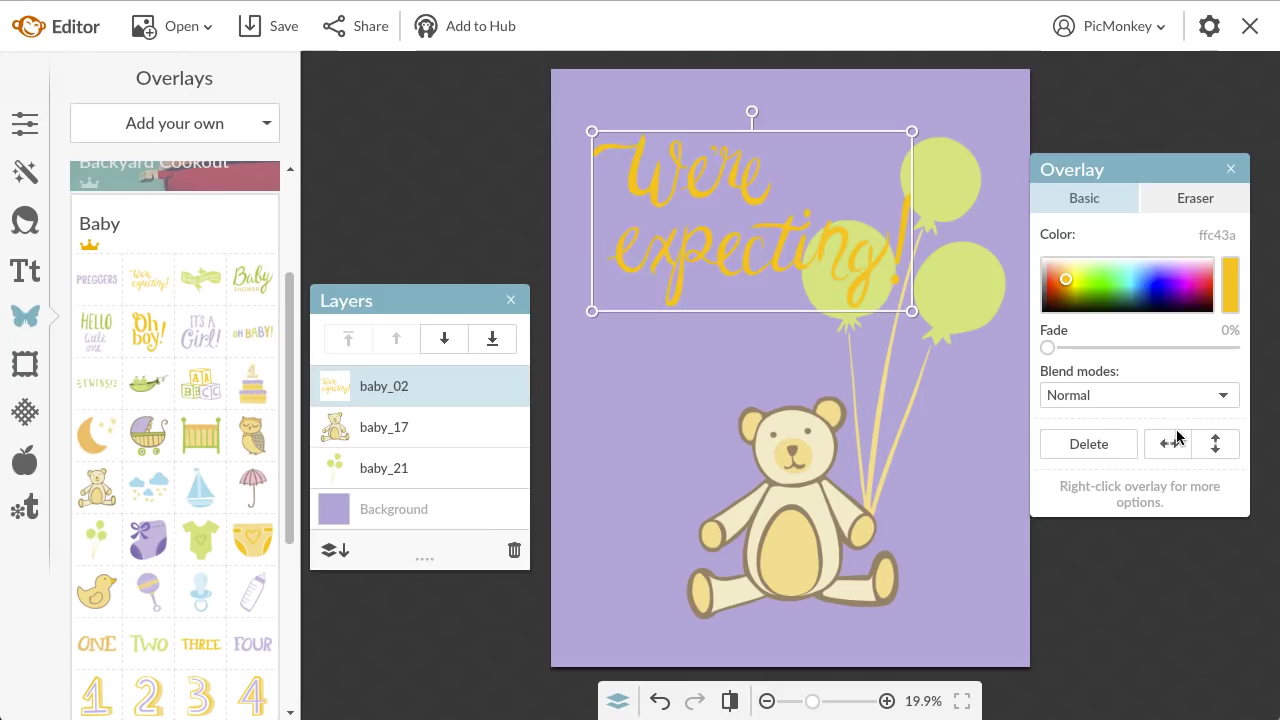 Editor
Open
Save
Share
Add to Hub
PicMonkey
Overlays
Add your own
Backyard Cookout
Baby
PREGGERS
We're expecting!
Baby SHOWER
HELLO little one
Oh boy!
IT'S A Girl!
OH BABY!
TWINS!
ONE
TWO
THREE
FOUR
1
2
3
4
Tt
Layers
baby_02
baby_17
baby_21
Background
We're
expecting!
Overlay
Basic
Eraser
Color:
ffc43a
Fade
0%
Blend modes:
Normal
Delete
Right-click overlay for more
options.
19.9%